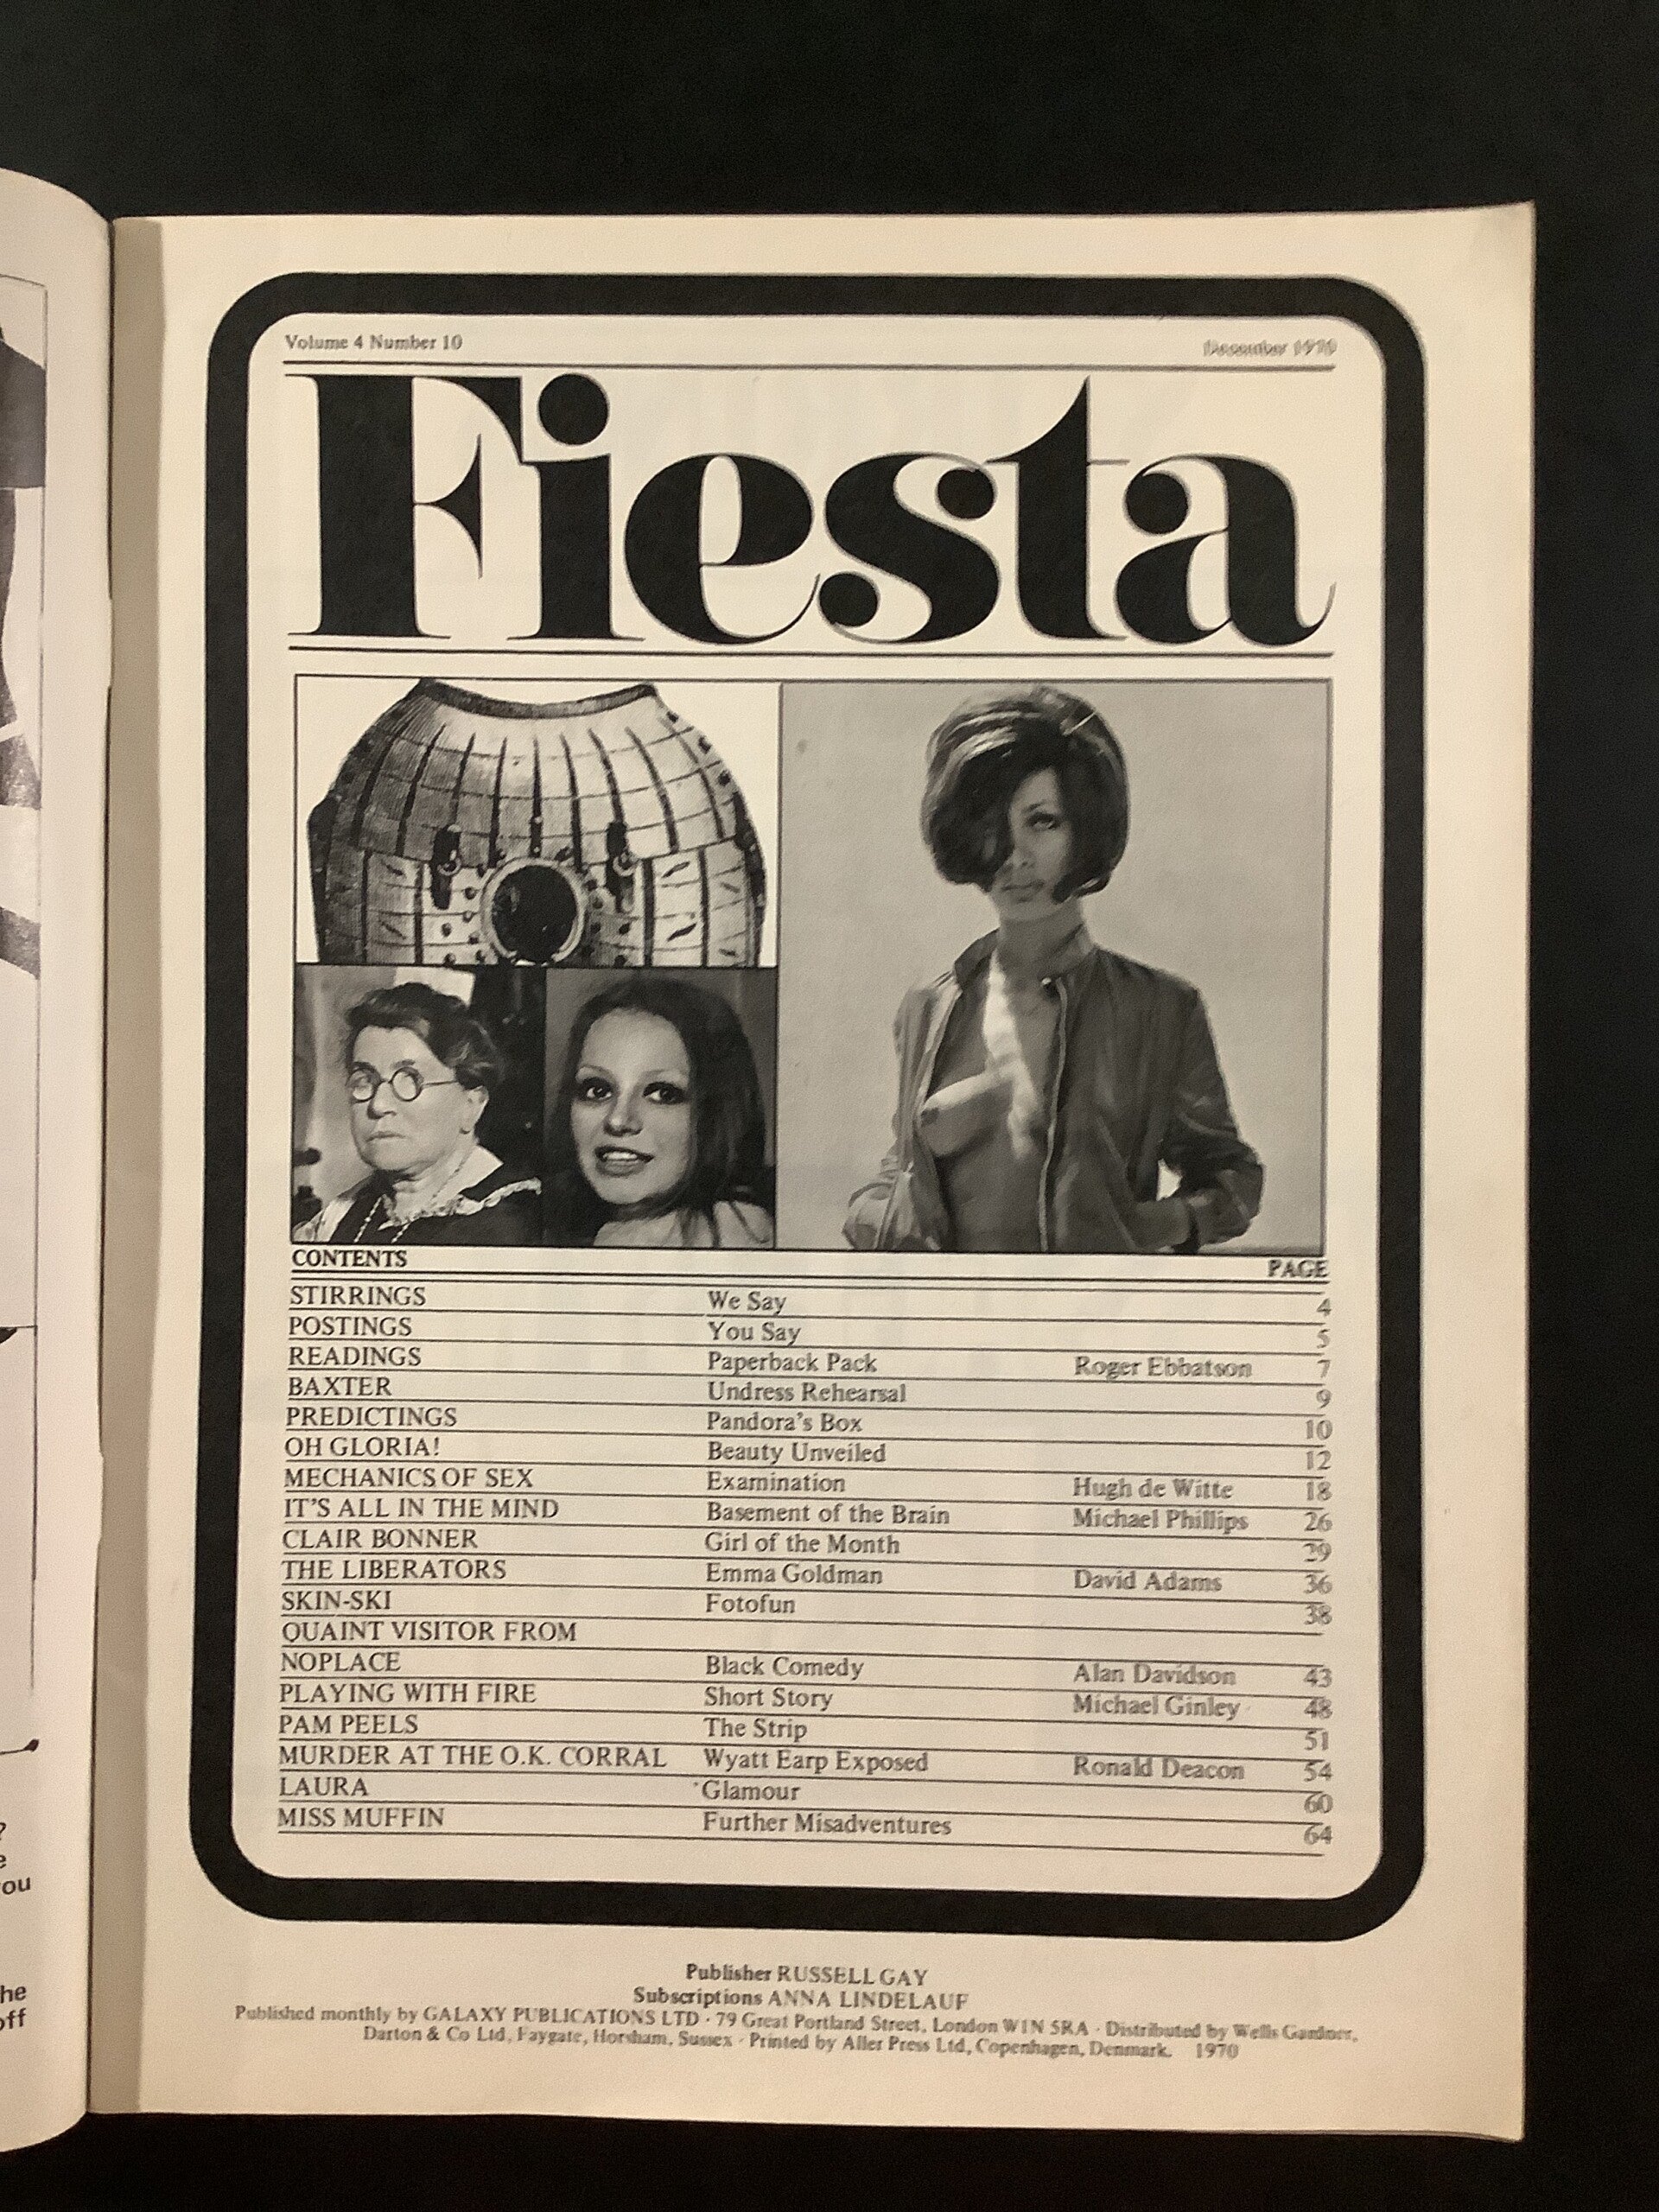 Volume 4 Number 10
December 1970
Fiesta
CONTENTS PAGE
STIRRINGS We Say 4
POSTINGS You Say 5
READINGS Paperback Pack Roger Ebbatson 7
BAXTER Undress Rehearsal 9
PREDICTINGS Pandora's Box 10
OH GLORIA! Beauty Unveiled 12
MECHANICS OF SEX Examination Hugh de Witte 18
IT'S ALL IN THE MIND Basement of the Brain Michael Phillips 26
CLAIR BONNER Girl of the Month 29
THE LIBERATORS Emma Goldman David Adams 36
SKIN-SKI Fotofun 38
QUAINT VISITOR FROM
NOPLACE Black Comedy Alan Davidson 43
PLAYING WITH FIRE Short Story Michael Ginley 48
PAM PEELS The Strip 51
MURDER AT THE O.K. CORRAL Wyatt Earp Exposed Ronald Deacon 54
LAURA Glamour 60
MISS MUFFIN Further Misadventures 64
Publisher RUSSELL GAY
Subscriptions ANNA LINDELAUF
Published monthly by GALAXY PUBLICATIONS LTD · 79 Great Portland Street, London W1N 5RA · Distributed by Wells Gardner,
Darton & Co Ltd, Faygate, Horsham, Sussex · Printed by Aller Press Ltd, Copenhagen, Denmark. 1970